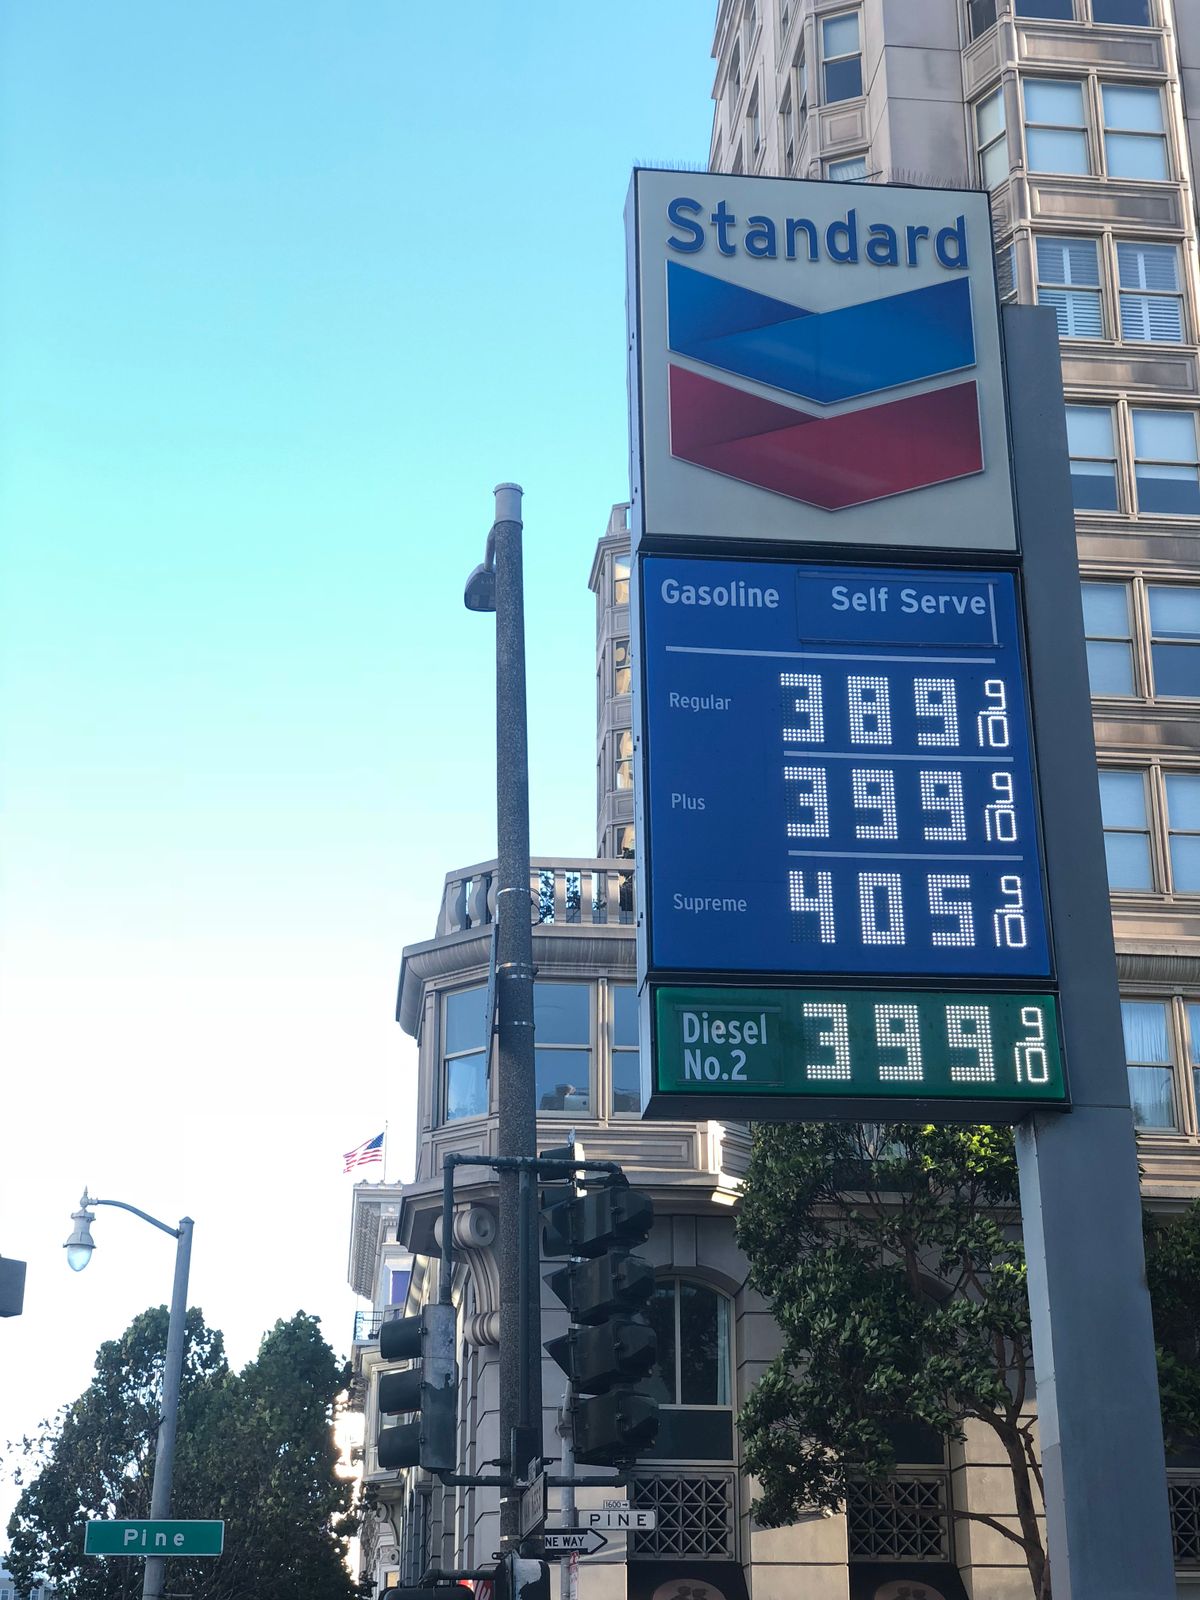 Standard
Gasoline Self Serve
Regular 3 8 9 9/10
Plus 3 9 9 9/10
Supreme 4 0 5 9/10
Diesel
No.2
3 9 9 9/10
1600
PINE
NE WAY
Pine